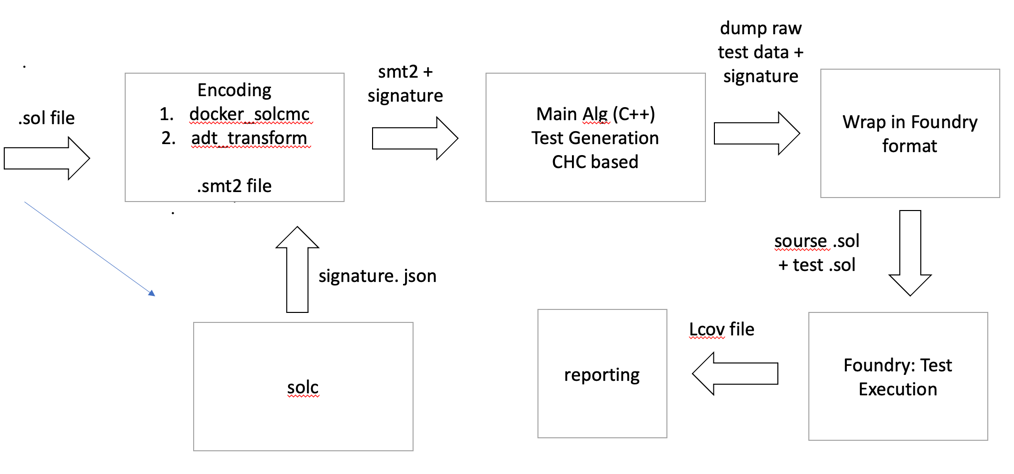 .sol file
Encoding
1. docker_solcmc
2. adt_transform
.smt2 file
smt2 +
signature
Main Alg (C++)
Test Generation
CHC based
dump raw
test data +
signature
Wrap in Foundry
format
signature. json
solc
sourse .sol
+ test .sol
Foundry: Test
Execution
Lcov file
reporting